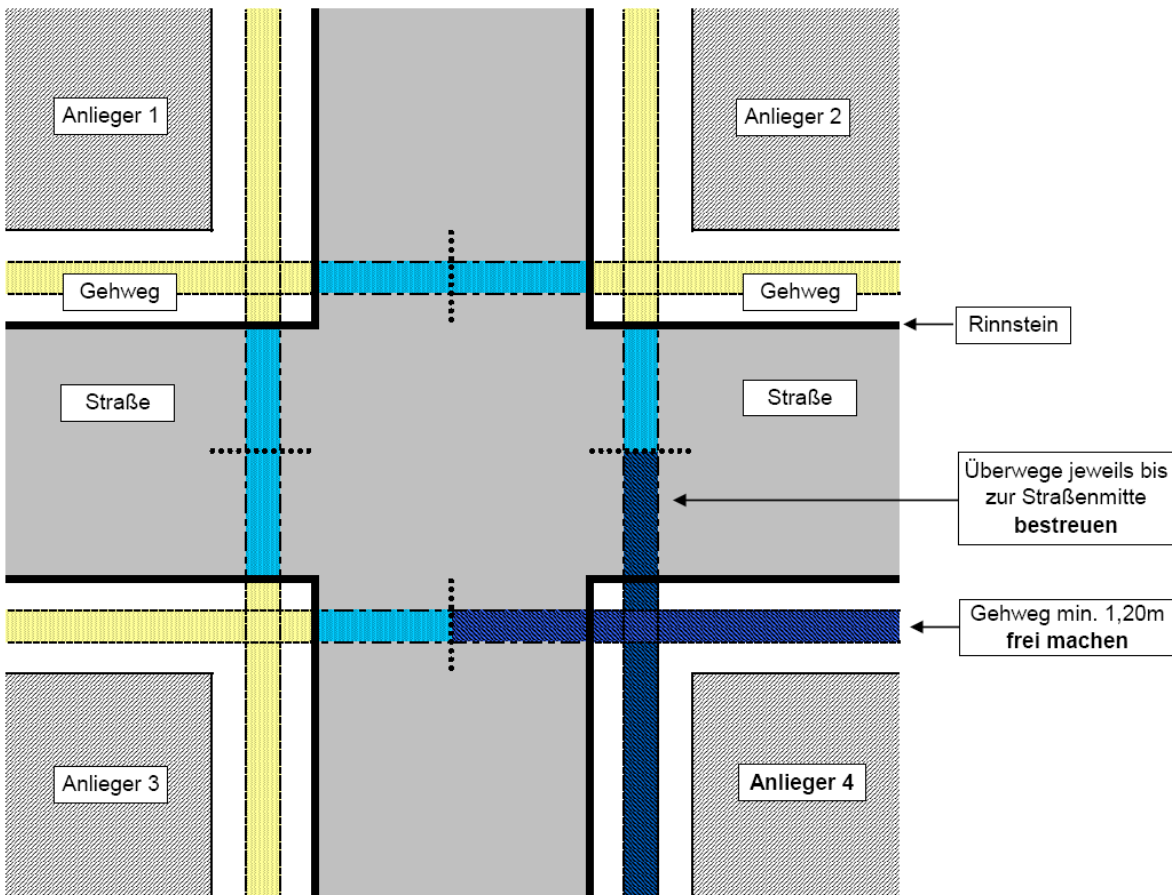 Anlieger 1
Anlieger 2
Gehweg
Gehweg
Rinnstein
Straße
Straße
Überwege jeweils bis
zur Straßenmitte
bestreuen
Gehweg min. 1,20m
frei machen
Anlieger 3
Anlieger 4